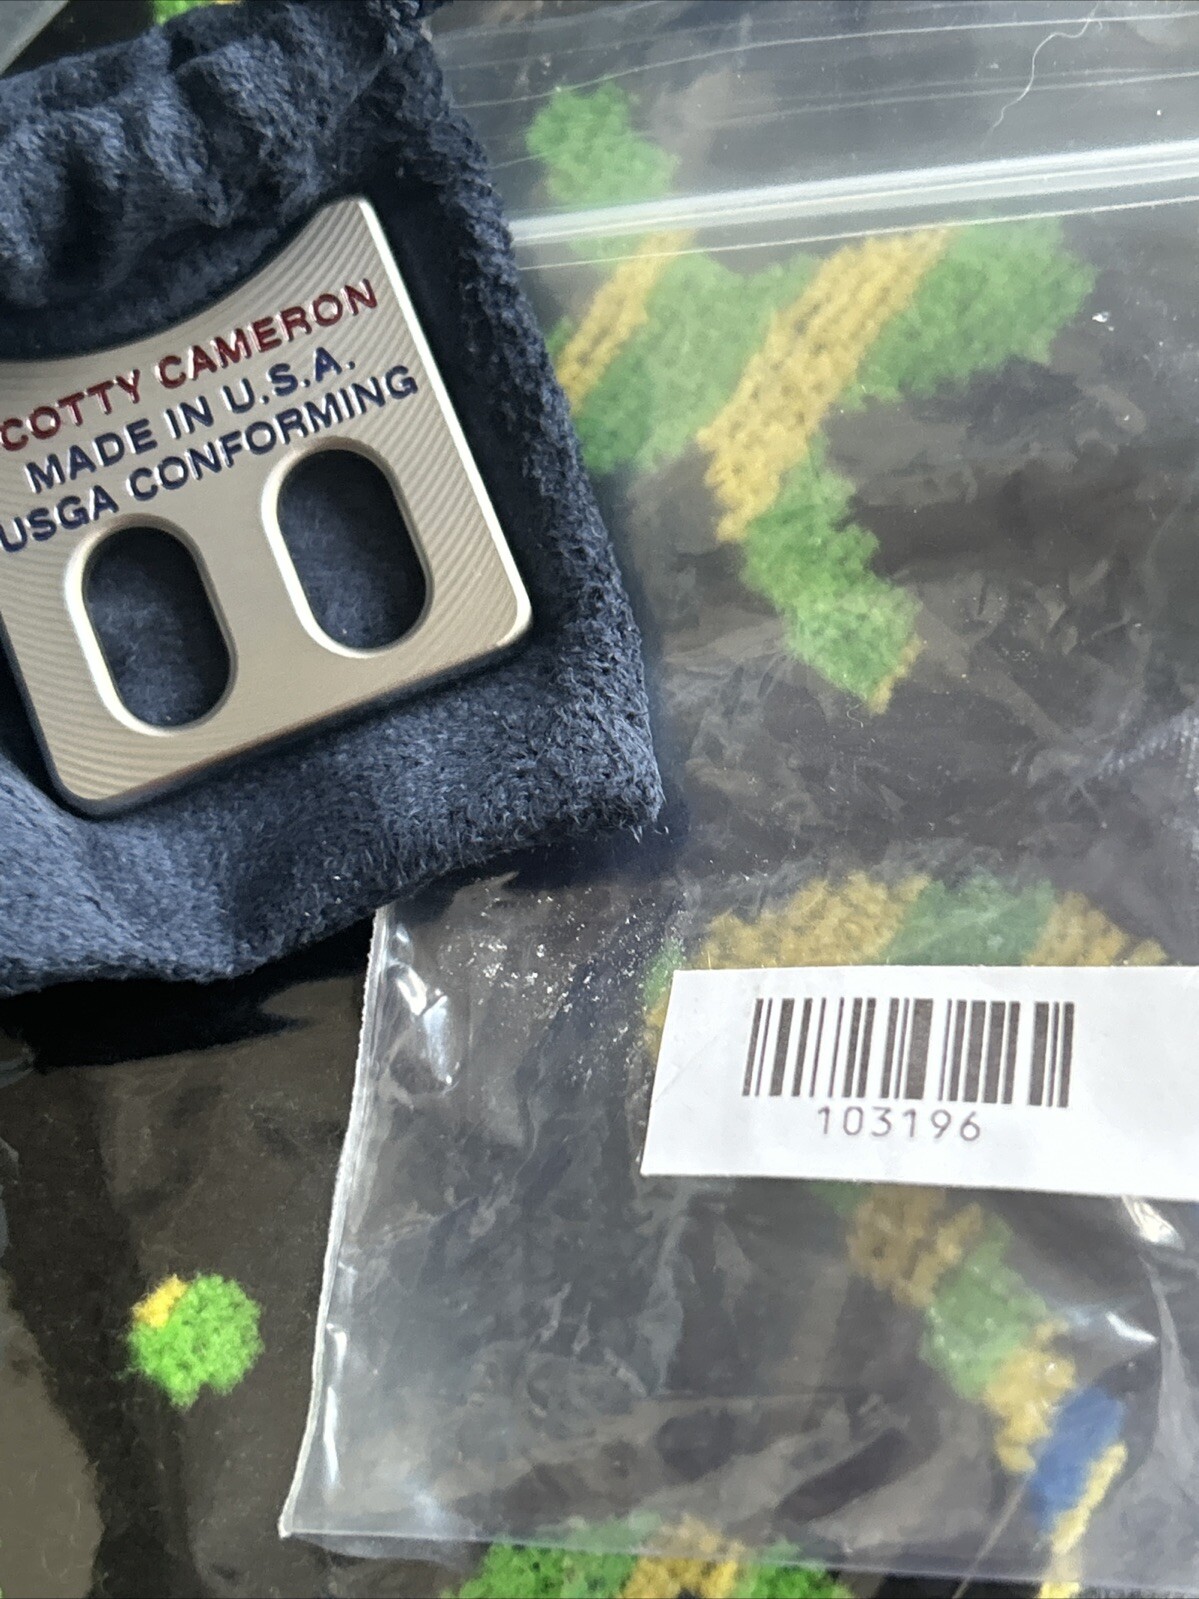 COTTY CAMERON
MADE IN U.S.A.
USGA CONFORMING
103196